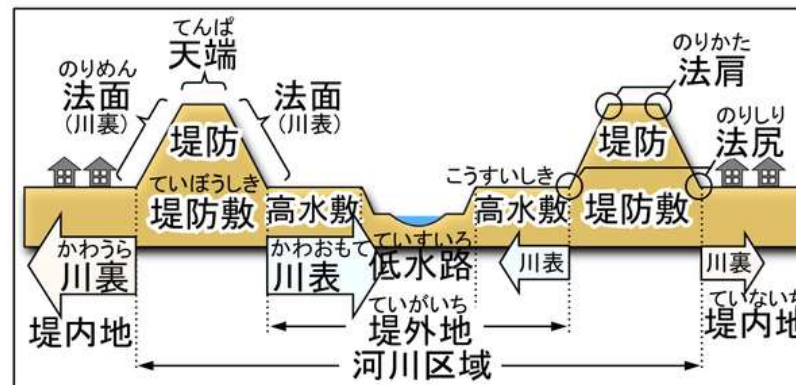 てんぱ
天端
のりめん
法面
(川裏)
法面
(川表)
堤防
ていぼうしき
堤防敷
高水敷
かわうら
川裏
堤内地
かわおもて
川表
ていすいろ
低水路
ていがいち
堤外地
河川区域
こうすいしき
高水敷
川表
のりかた
法肩
のりしり
法尻
堤防
堤防敷
川裏
ていないち
堤内地